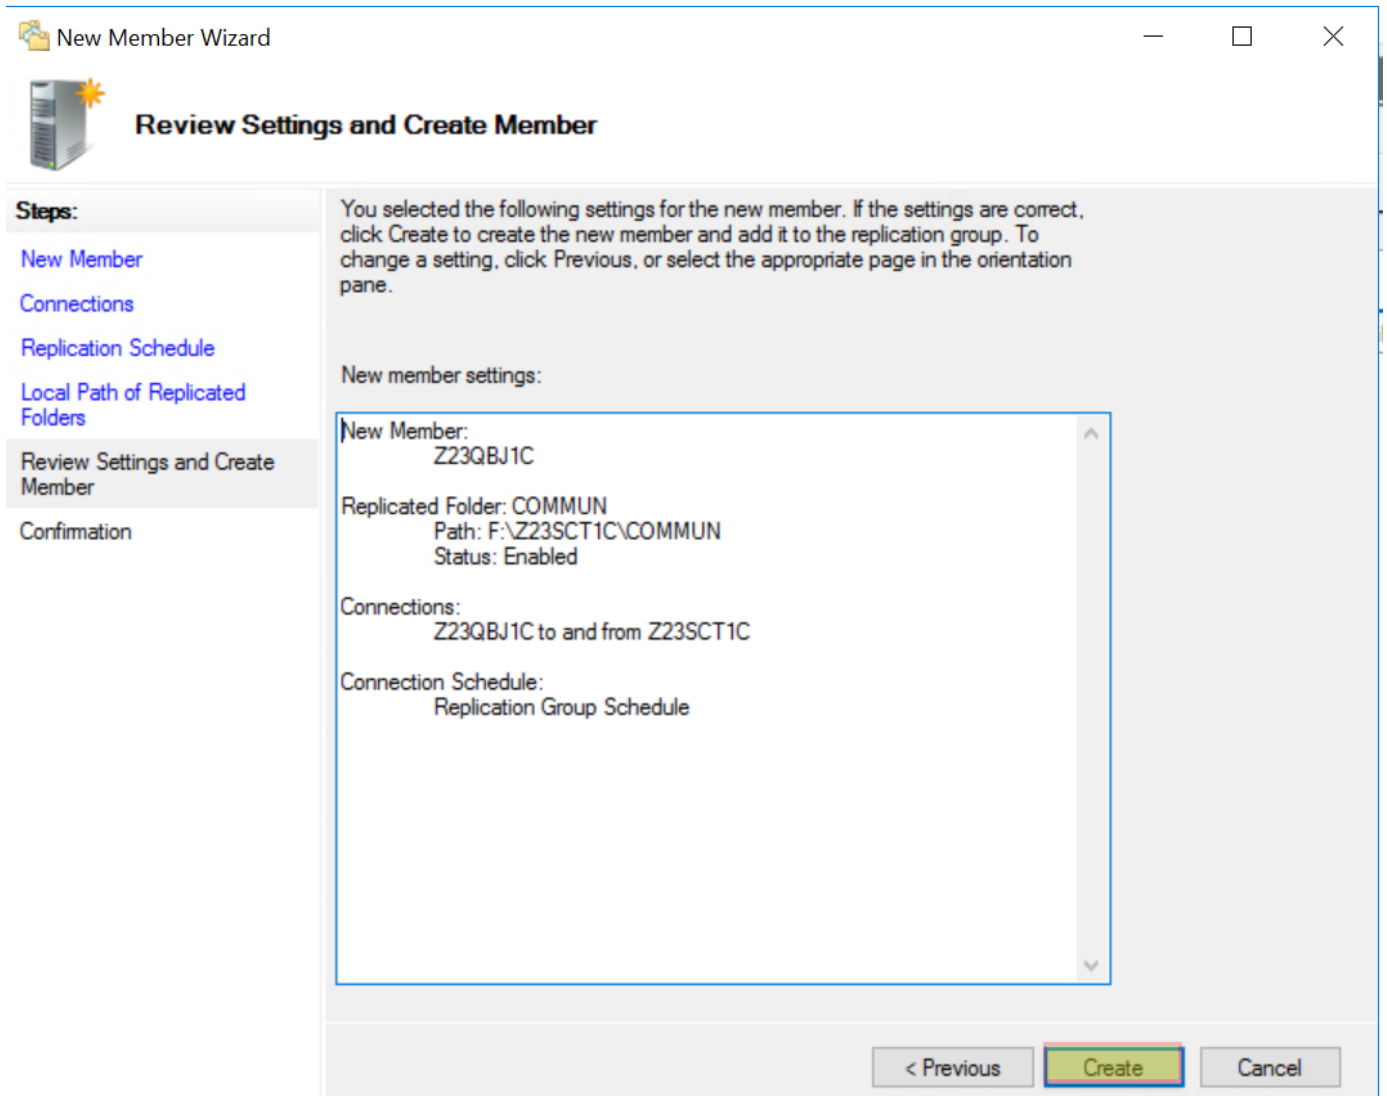 New Member Wizard
Review Settings and Create Member
Steps:
New Member
Connections
Replication Schedule
Local Path of Replicated
Folders
Review Settings and Create
Member
Confirmation
You selected the following settings for the new member. If the settings are correct,
click Create to create the new member and add it to the replication group. To
change a setting, click Previous, or select the appropriate page in the orientation
pane.
New member settings:
New Member:
Z23QBJ1C
Replicated Folder: COMMUN
Path: F:\Z23SCT1C\COMMUN
Status: Enabled
Connections:
Z23QBJ1C to and from Z23SCT1C
Connection Schedule:
Replication Group Schedule
< Previous
Create
Cancel